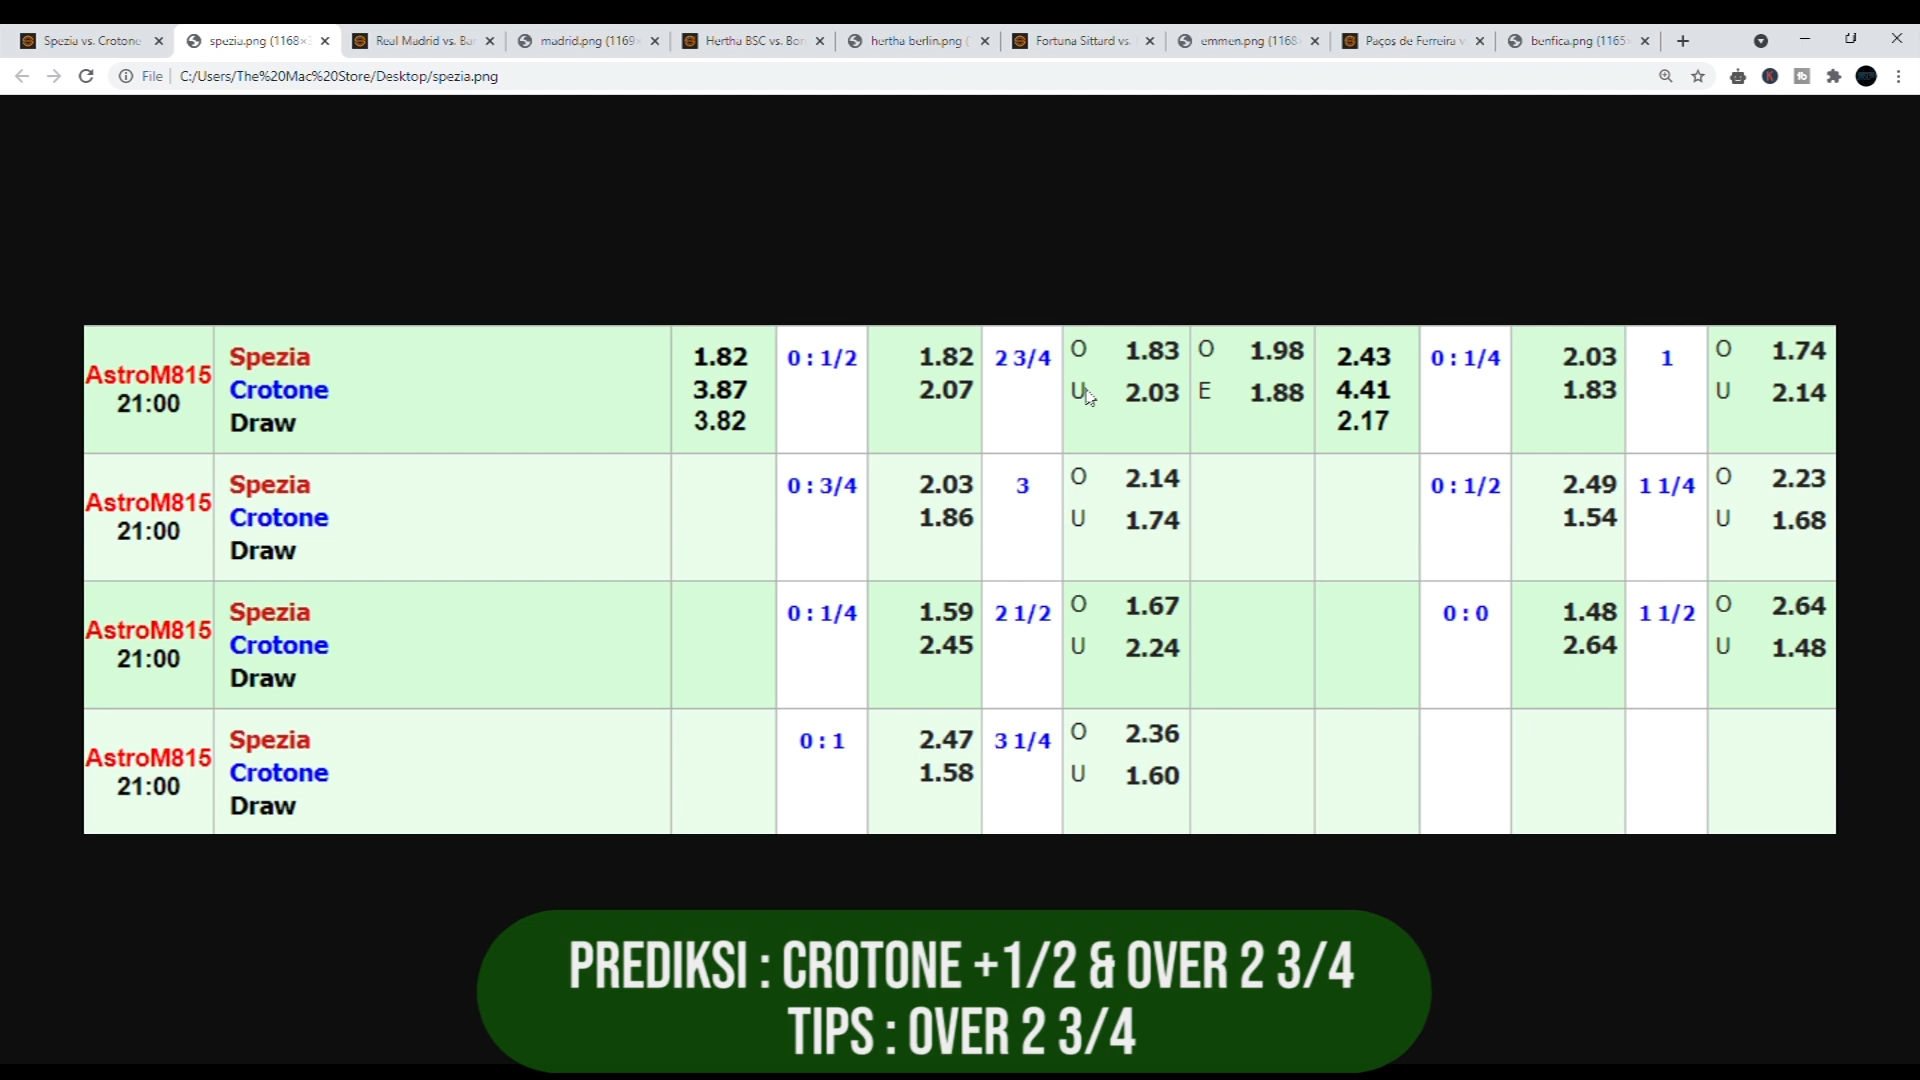 Spezia vs. Crotone
spezia.png (1168×
Real Madrid vs. Bar
madrid.png (1169
Hertha BSC vs. Bor
hertha berlin.png (
Fortuna Sittard vs.
emmen.png (1168
Paços de Ferreira v
benfica.png (1165
File C:/Users/The%20Mac%20Store/Desktop/spezia.png
AstroM815 21:00
Spezia 1.82 0 : 1/2 1.82 2 3/4 O 1.83 O 1.98 2.43 0 : 1/4 2.03 1 O 1.74
Crotone 3.87 2.07 U 2.03 E 1.88 4.41 1.83 U 2.14
Draw 3.82 2.17
AstroM815 21:00
Spezia 0 : 3/4 2.03 3 O 2.14 0 : 1/2 2.49 1 1/4 O 2.23
Crotone 1.86 U 1.74 1.54 U 1.68
Draw
AstroM815 21:00
Spezia 0 : 1/4 1.59 2 1/2 O 1.67 0 : 0 1.48 1 1/2 O 2.64
Crotone 2.45 U 2.24 2.64 U 1.48
Draw
AstroM815 21:00
Spezia 0 : 1 2.47 3 1/4 O 2.36
Crotone 1.58 U 1.60
Draw
PREDIKSI : CROTONE +1/2 & OVER 2 3/4
TIPS : OVER 2 3/4